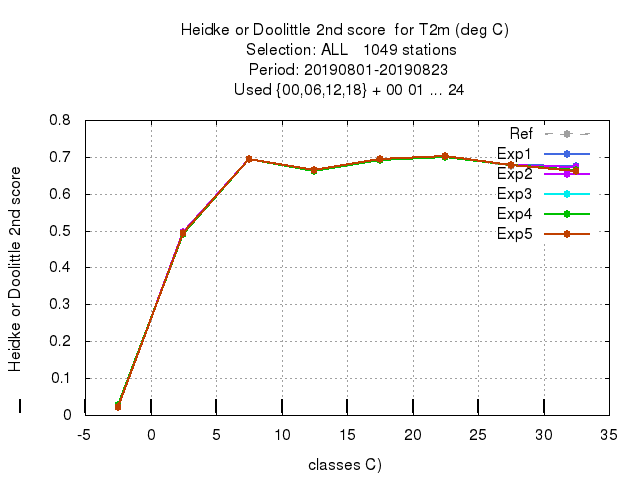 Heidke or Doolittle 2nd score  for T2m (deg C)
Selection: ALL   1049 stations
Period: 20190801-20190823
Used {00,06,12,18} + 00 01 ... 24
Heidke or Doolittle 2nd score
0.8
0.7
0.6
0.5
0.4
0.3
0.2
0.1
0
Ref
Exp1
Exp2
Exp3
Exp4
Exp5
-5 0 5 10 15 20 25 30 35
classes C)